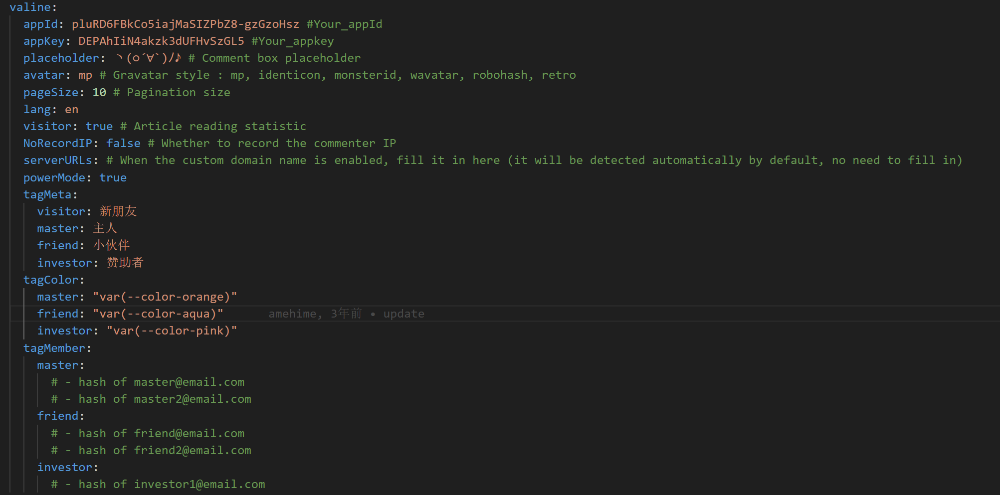 valine:
appId: pluRD6FBkCo5iajMaSIZPbZ8-gzGzoHsz #Your_appId
appKey: DEPAhIiN4akzk3dUFHvSzGL5 #Your_appkey
placeholder: ヽ(○´∀`)ﾉ♪ # Comment box placeholder
avatar: mp # Gravatar style : mp, identicon, monsterid, wavatar, robohash, retro
pageSize: 10 # Pagination size
lang: en
visitor: true # Article reading statistic
NoRecordIP: false # Whether to record the commenter IP
serverURLs: # When the custom domain name is enabled, fill it in here (it will be detected automatically by default, no need to fill in)
powerMode: true
tagMeta:
visitor: 新朋友
master: 主人
friend: 小伙伴
investor: 赞助者
tagColor:
master: "var(--color-orange)"
friend: "var(--color-aqua)" amehime, 3年前 • update
investor: "var(--color-pink)"
tagMember:
master:
# - hash of master@email.com
# - hash of master2@email.com
friend:
# - hash of friend@email.com
# - hash of friend2@email.com
investor:
# - hash of investor1@email.com